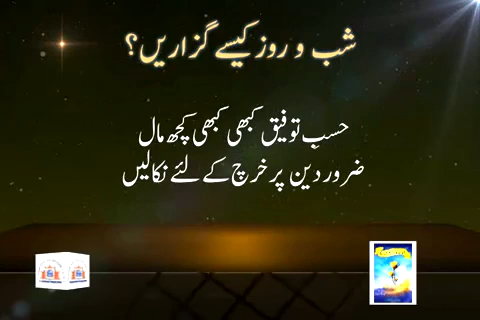 شب و روز کیسے گزاریں؟
حسب توفیق کبھی کبھی کچھ مال
ضرور دین پر خرچ کے لئے نکالیں